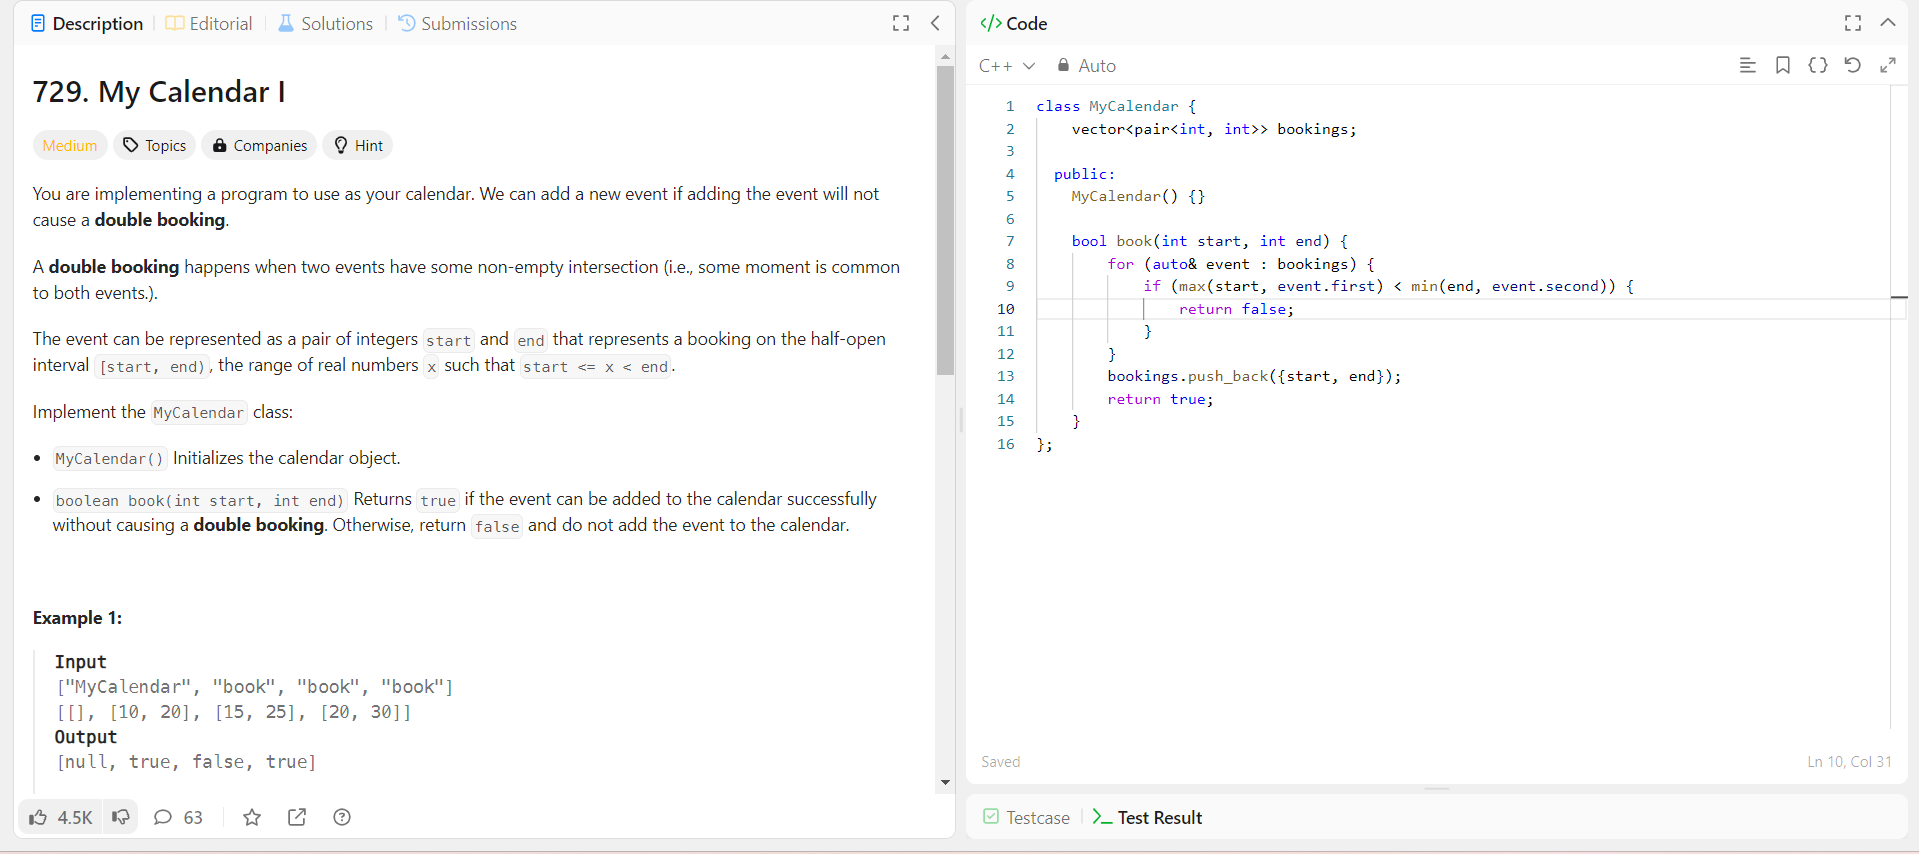 Description
Editorial
Solutions
Submissions
729. My Calendar I
Medium
Topics
Companies
Hint
You are implementing a program to use as your calendar. We can add a new event if adding the event will not
cause a double booking.
A double booking happens when two events have some non-empty intersection (i.e., some moment is common
to both events.).
The event can be represented as a pair of integers start and end that represents a booking on the half-open
interval [start, end), the range of real numbers x such that start <= x < end.
Implement the MyCalendar class:
• MyCalendar() Initializes the calendar object.
• boolean book(int start, int end) Returns true if the event can be added to the calendar successfully
without causing a double booking. Otherwise, return false and do not add the event to the calendar.
Example 1:
Input
["MyCalendar", "book", "book", "book"]
[[], [10, 20], [15, 25], [20, 30]]
Output
[null, true, false, true]
4.5K
63
</> Code
C++
Auto
1 class MyCalendar {
2 vector<pair<int, int>> bookings;
3
4 public:
5 MyCalendar() {}
6
7 bool book(int start, int end) {
8 for (auto& event : bookings) {
9 if (max(start, event.first) < min(end, event.second)) {
10 return false;
11 }
12 }
13 bookings.push_back({start, end});
14 return true;
15 }
16 };
Saved
Ln 10, Col 31
Testcase
Test Result